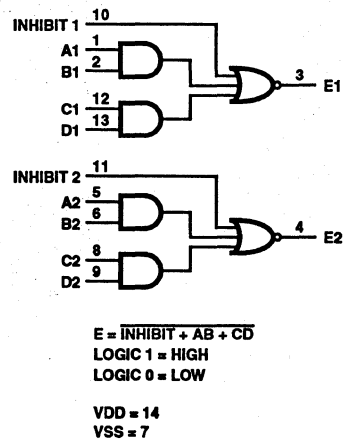 INHIBIT 1 10
A1 1
B1 2
3 E1
C1 12
D1 13
INHIBIT 2 11
A2 5
B2 6
4 E2
C2 8
D2 9
E = INHIBIT + AB + CD
LOGIC 1 = HIGH
LOGIC 0 = LOW
VDD = 14
VSS = 7